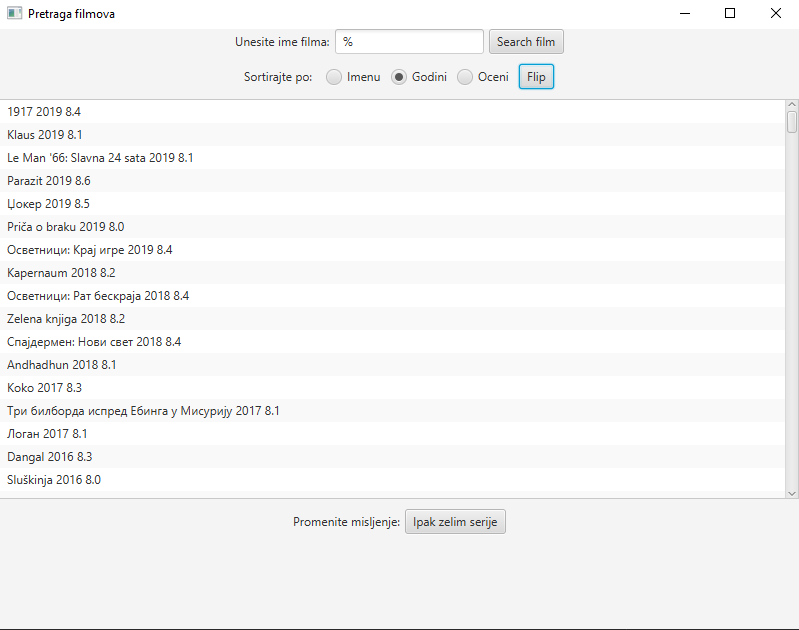 Pretraga filmova
Unesite ime filma: % Search film
Sortirajte po: Imenu Godini Oceni Flip
1917 2019 8.4
Klaus 2019 8.1
Le Man '66: Slavna 24 sata 2019 8.1
Parazit 2019 8.6
Џокер 2019 8.5
Priča o braku 2019 8.0
Осветници: Крај игре 2019 8.4
Kapernaum 2018 8.2
Осветници: Рат бескраја 2018 8.4
Zelena knjiga 2018 8.2
Спајдермен: Нови свет 2018 8.4
Andhadhun 2018 8.1
Koko 2017 8.3
Три билборда испред Ебинга у Мисурију 2017 8.1
Логан 2017 8.1
Dangal 2016 8.3
Sluškinja 2016 8.0
Promenite misljenje: Ipak zelim serije